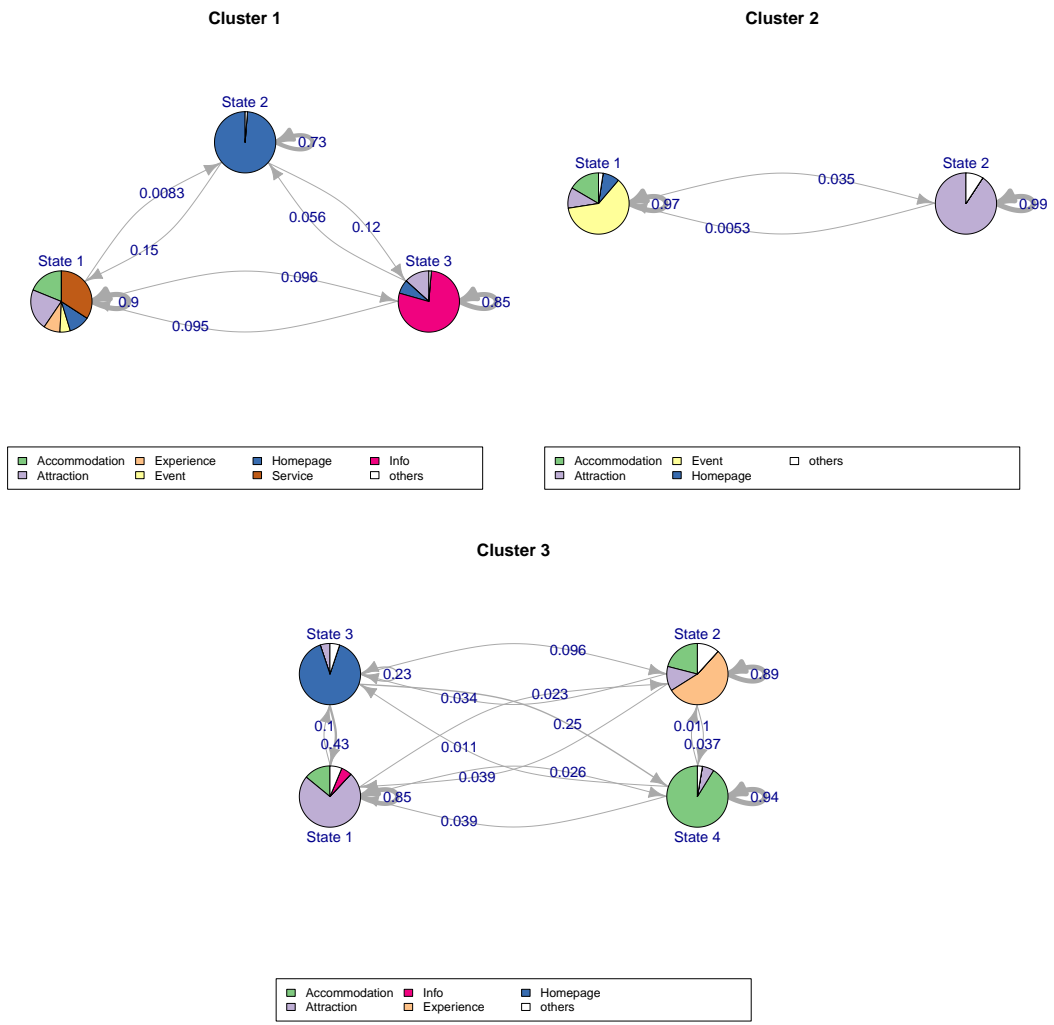 Cluster 1
State 2
0.73
0.0083
0.056
0.12
0.15
State 1
State 3
0.096
0.9
0.85
0.095
Accommodation Experience Homepage Info
Attraction Event Service others
Cluster 2
State 1
State 2
0.035
0.97
0.99
0.0053
Accommodation Event others
Attraction Homepage
Cluster 3
State 3
State 2
0.096
0.23
0.89
0.034
0.023
0.1
0.25
0.011
0.43
0.011
0.037
0.039
0.026
0.85
0.94
0.039
State 1
State 4
Accommodation Info Homepage
Attraction Experience others